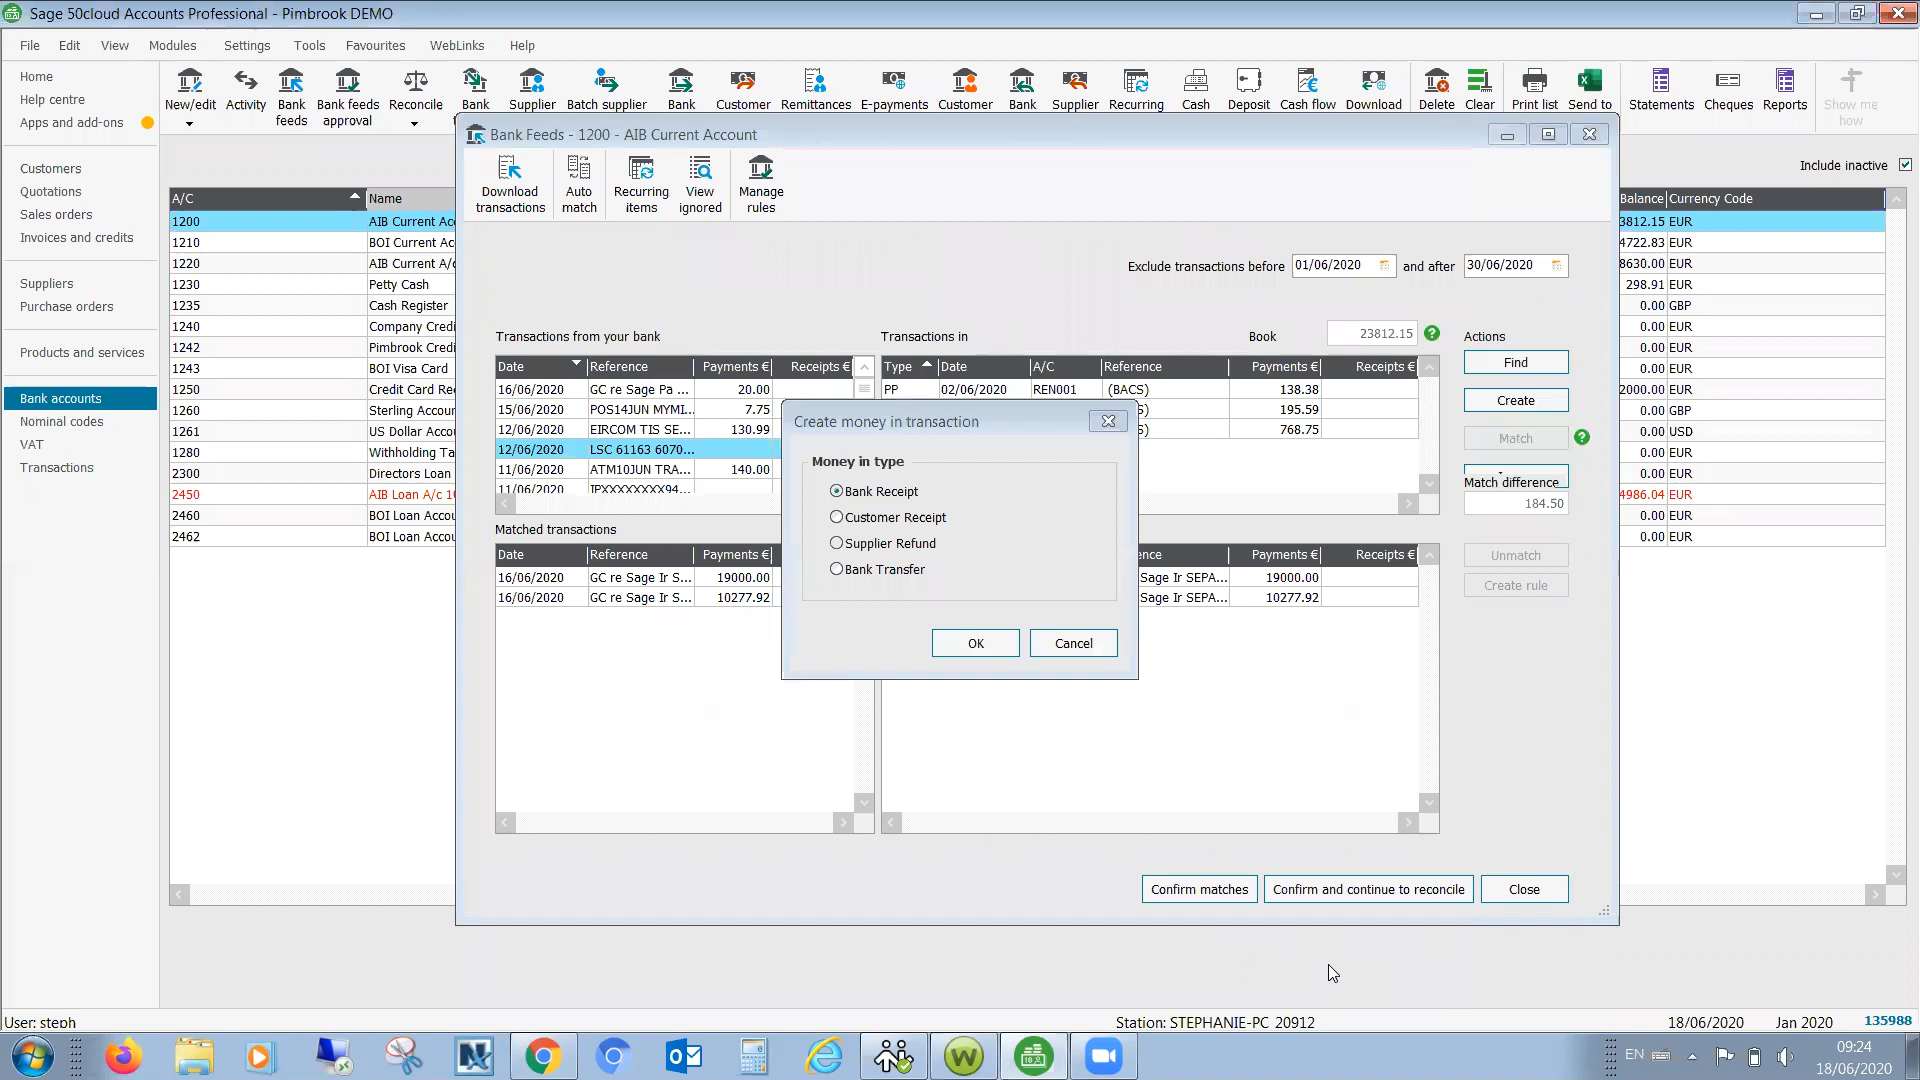 Sage 50cloud Accounts Professional - Pimbrook DEMO
File Edit View Modules Settings Tools Favourites WebLinks Help
Home
Help centre
Apps and add-ons
Customers
Quotations
Sales orders
Invoices and credits
Suppliers
Purchase orders
Products and services
Bank accounts
Nominal codes
VAT
Transactions
New/edit Activity Bank feeds Bank feeds approval Reconcile Bank Supplier Batch supplier Bank Customer Remittances E-payments Customer Bank Supplier Recurring Cash Deposit Cash flow Download Delete Clear Print list Send to Statements Cheques Reports Show me how
Include inactive
A/C Name
1200 AIB Current Acc
1210 BOI Current Ac
1220 AIB Current A/c
1230 Petty Cash
1235 Cash Register
1240 Company Credi
1242 Pimbrook Credi
1243 BOI Visa Card
1250 Credit Card Rec
1260 Sterling Accour
1261 US Dollar Accou
1280 Withholding Ta
2300 Directors Loan
2450 AIB Loan A/c 10
2460 BOI Loan Accou
2462 BOI Loan Accou
Balance Currency Code
3812.15 EUR
4722.83 EUR
8630.00 EUR
298.91 EUR
0.00 GBP
0.00 EUR
0.00 EUR
0.00 EUR
2000.00 EUR
0.00 GBP
0.00 USD
0.00 EUR
0.00 EUR
4986.04 EUR
0.00 EUR
0.00 EUR
Bank Feeds - 1200 - AIB Current Account
Download transactions Auto match Recurring items View ignored Manage rules
Exclude transactions before 01/06/2020 and after 30/06/2020
Transactions from your bank
Date Reference Payments € Receipts €
16/06/2020 GC re Sage Pa ... 20.00
15/06/2020 POS14JUN MYMI... 7.75
12/06/2020 EIRCOM TIS SE... 130.99
12/06/2020 LSC 61163 6070...
11/06/2020 ATM10JUN TRA... 140.00
11/06/2020 IPXXXXXXXX94...
Transactions in Book 23812.15
Type Date A/C Reference Payments € Receipts €
PP 02/06/2020 REN001 (BACS) 138.38
S) 195.59
S) 768.75
Actions
Find
Create
Match
Match difference
184.50
Unmatch
Create rule
Matched transactions
Date Reference Payments €
16/06/2020 GC re Sage Ir S... 19000.00
16/06/2020 GC re Sage Ir S... 10277.92
ence Payments € Receipts €
Sage Ir SEPA... 19000.00
Sage Ir SEPA... 10277.92
Create money in transaction
Money in type
Bank Receipt
Customer Receipt
Supplier Refund
Bank Transfer
OK Cancel
Confirm matches Confirm and continue to reconcile Close
User: steph Station: STEPHANIE-PC 20912 18/06/2020 Jan 2020 135988
EN 09:24
18/06/2020